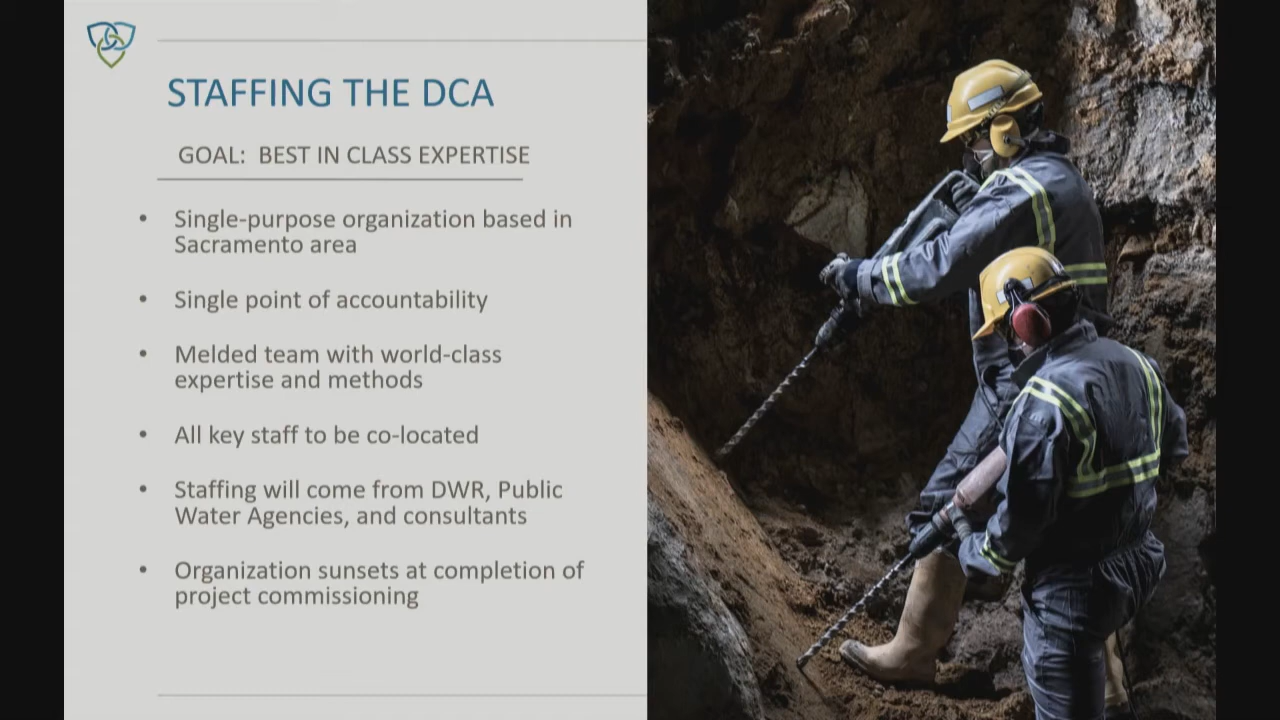 STAFFING THE DCA
GOAL: BEST IN CLASS EXPERTISE
• Single-purpose organization based in
Sacramento area
• Single point of accountability
• Melded team with world-class
expertise and methods
• All key staff to be co-located
• Staffing will come from DWR, Public
Water Agencies, and consultants
• Organization sunsets at completion of
project commissioning